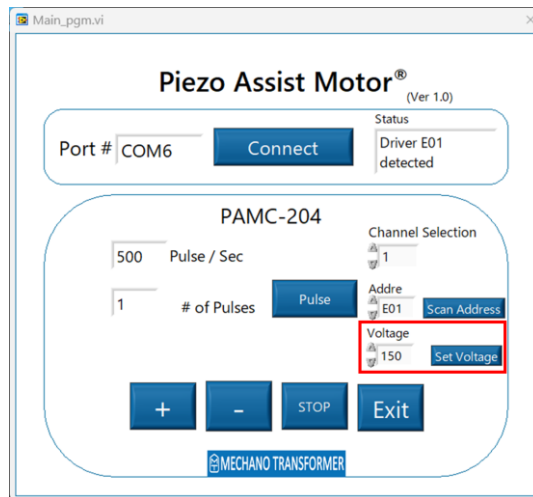 Main_pgm.vi
Piezo Assist Motor®
(Ver 1.0)
Port # COM6 Connect
Status
Driver E01
detected
PAMC-204
Channel Selection
1
500 Pulse / Sec
1 # of Pulses Pulse
Addre
E01 Scan Address
Voltage
150 Set Voltage
+ - STOP Exit
MECHANO TRANSFORMER